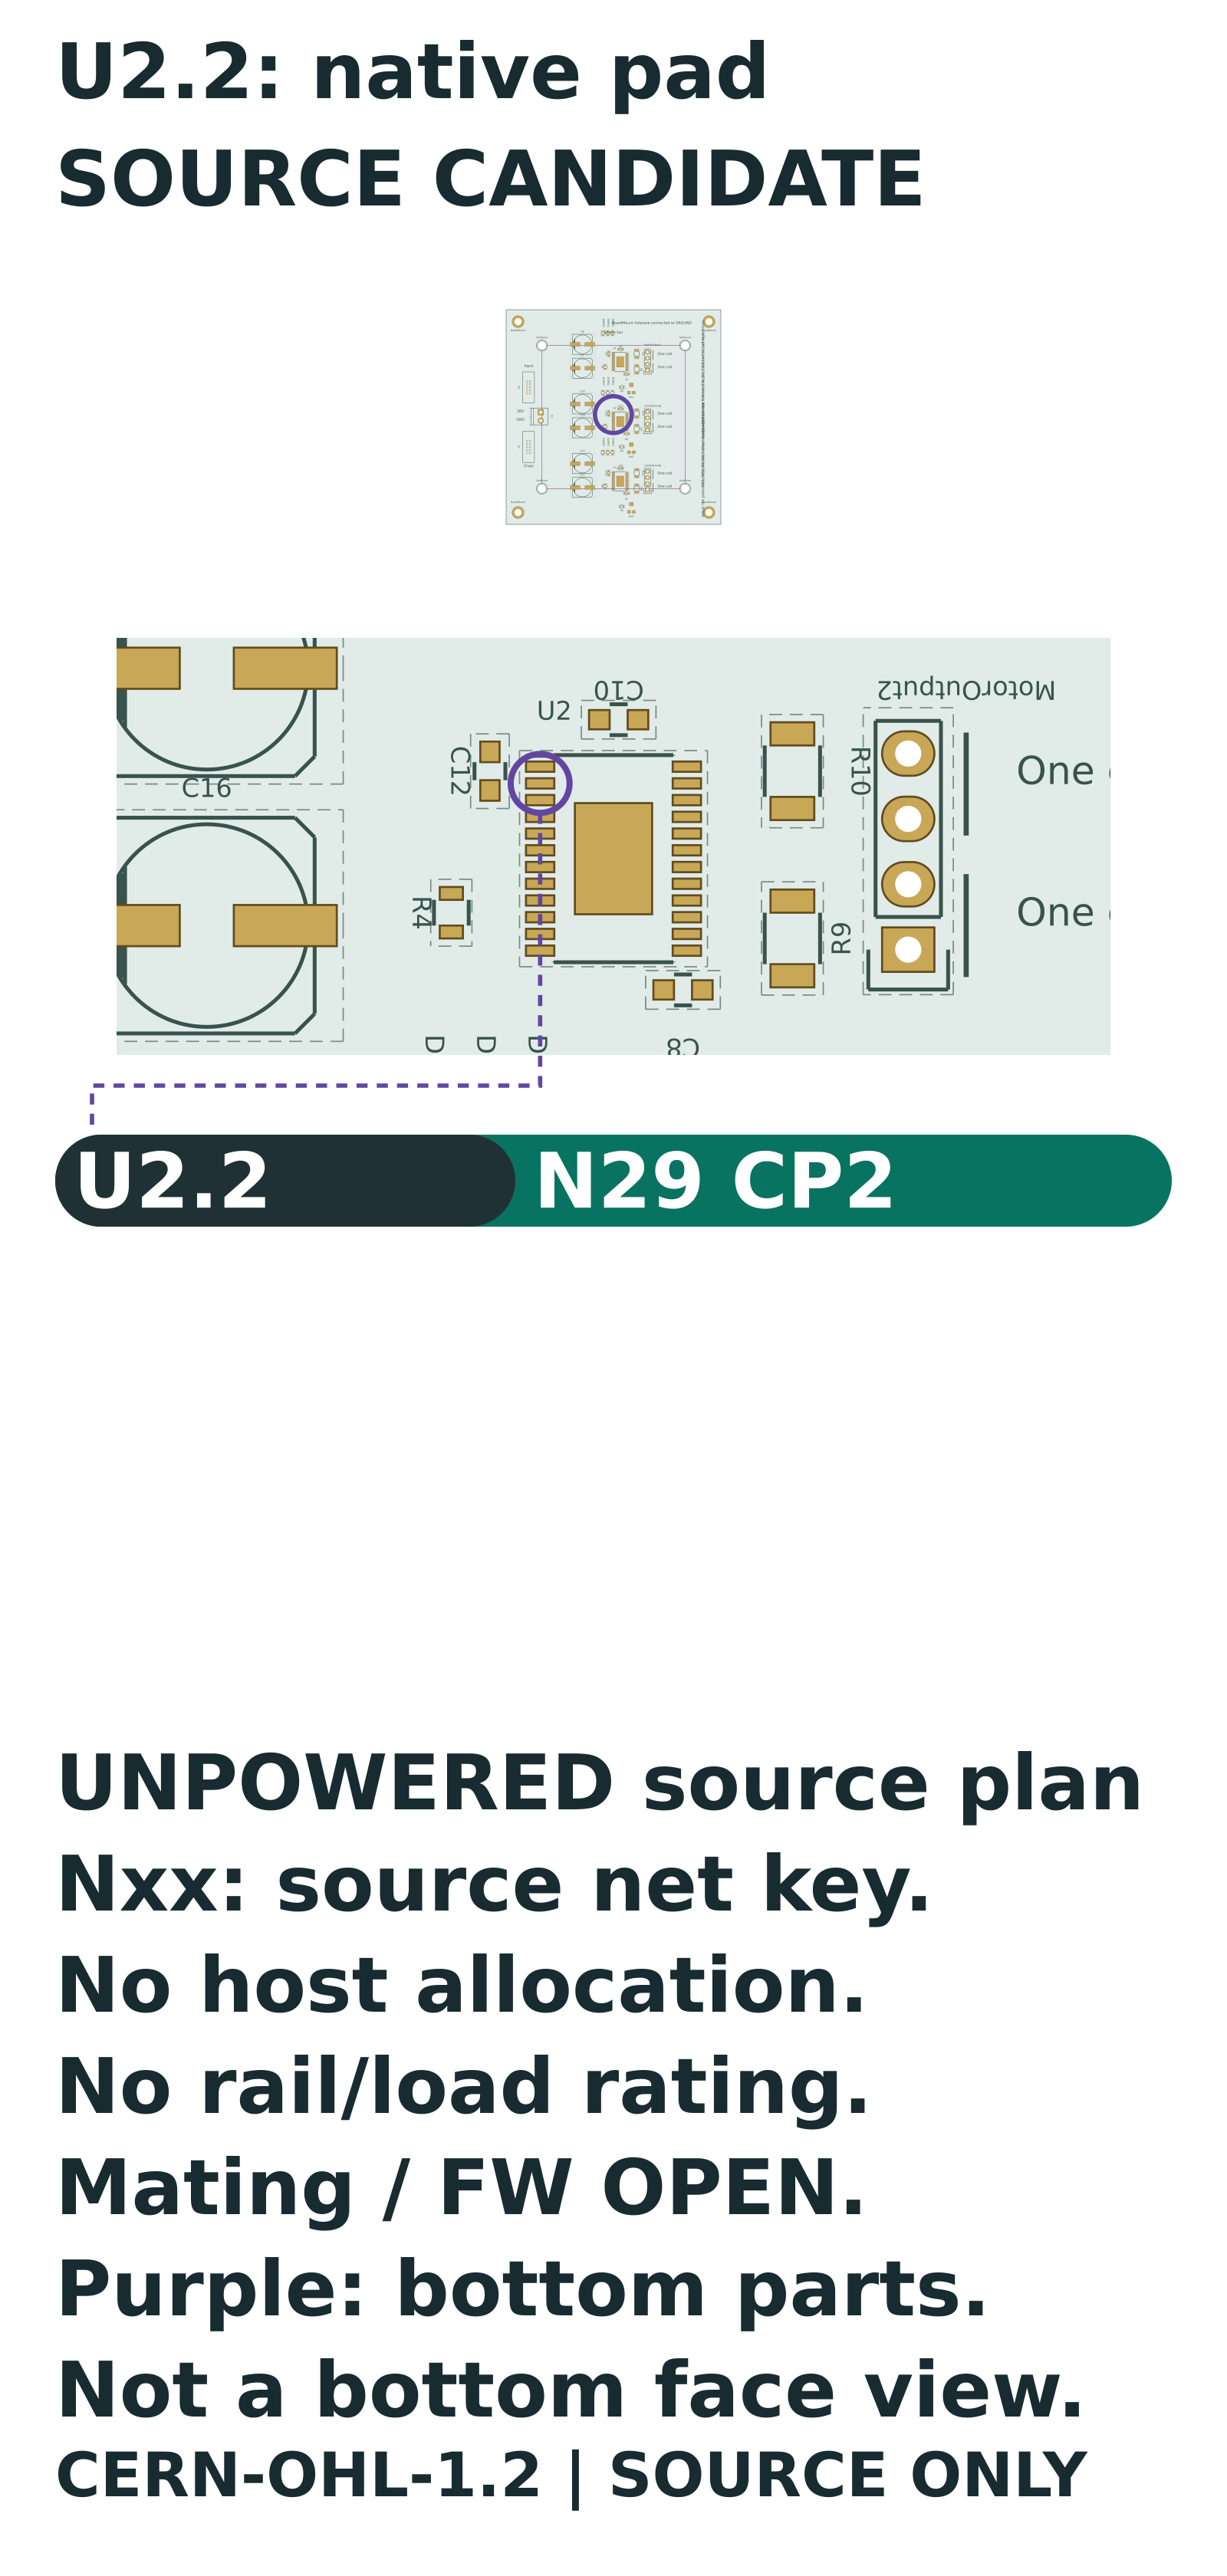 U2.2: native pad
SOURCE CANDIDATE
C10
MotorOutput2
U2
C12
R10
One
C16
R4
R9
One
D D D
C8
U2.2 N29 CP2
UNPOWERED source plan
Nxx: source net key.
No host allocation.
No rail/load rating.
Mating / FW OPEN.
Purple: bottom parts.
Not a bottom face view.
CERN-OHL-1.2 | SOURCE ONLY